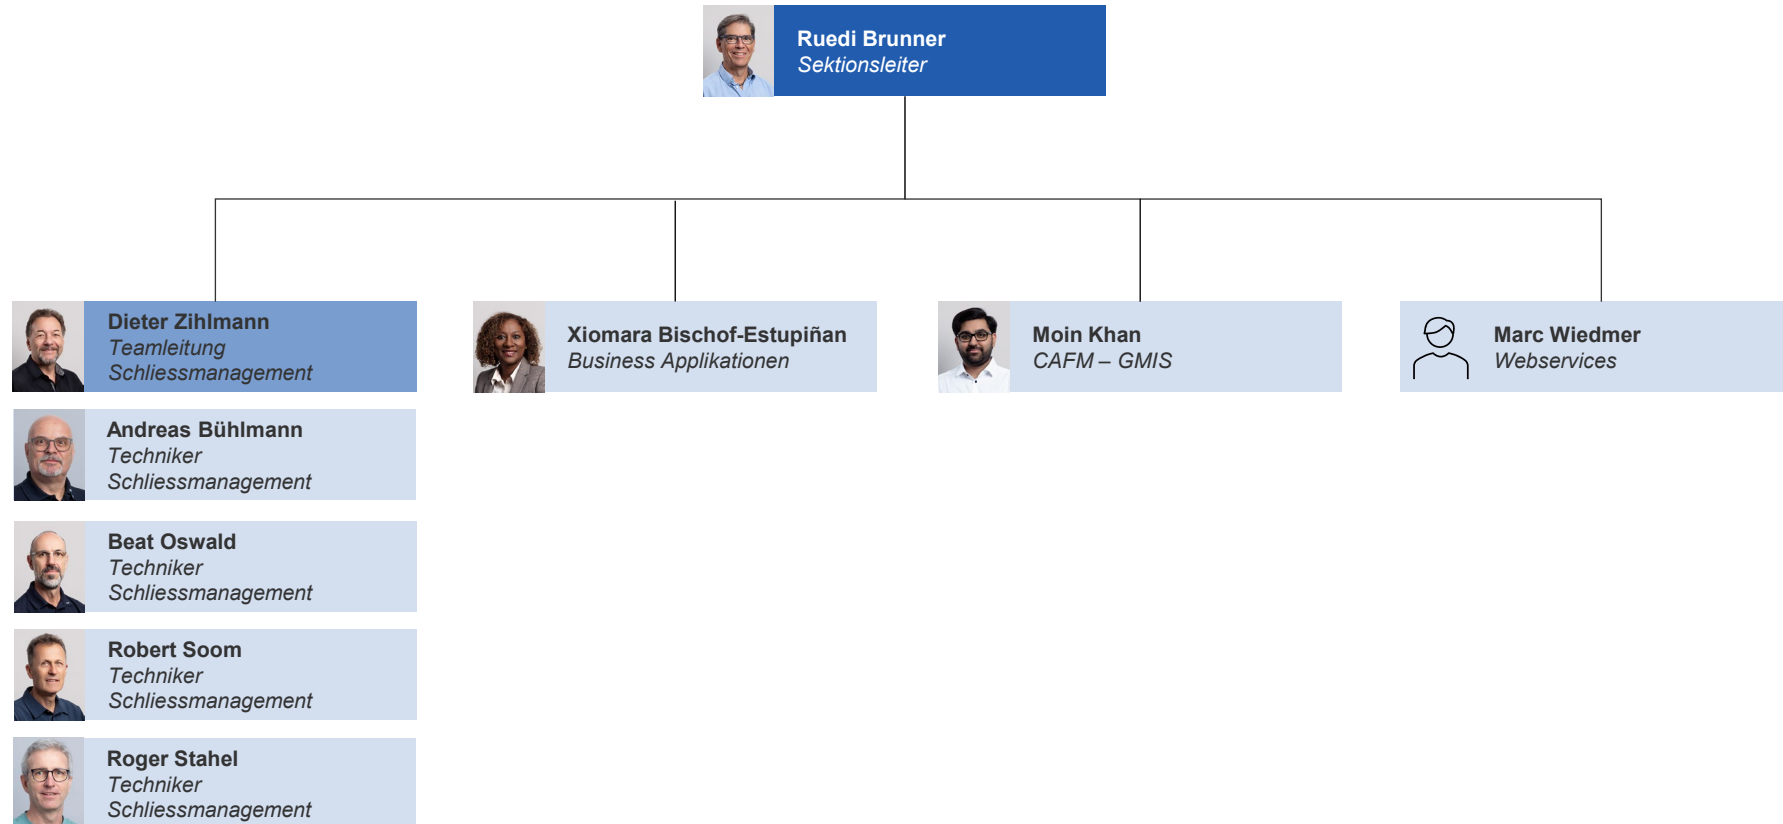 Ruedi Brunner
Sektionsleiter
Dieter Zihlmann
Teamleitung
Schliessmanagement
Xiomara Bischof-Estupiñan
Business Applikationen
Moin Khan
CAFM – GMIS
Marc Wiedmer
Webservices
Andreas Bühlmann
Techniker
Schliessmanagement
Beat Oswald
Techniker
Schliessmanagement
Robert Soom
Techniker
Schliessmanagement
Roger Stahel
Techniker
Schliessmanagement